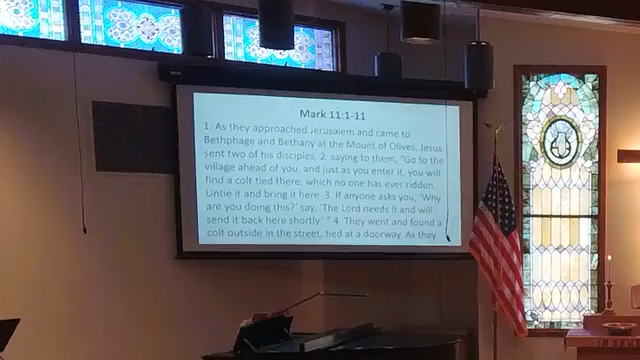 Mark 11:1-11
1. As they approached Jerusalem and came to
Bethphage and Bethany at the Mount of Olives, Jesus
sent two of his disciples, 2 saying to them, "Go to the
village ahead of you, and just as you enter it, you will
find a colt tied there, which no one has ever ridden.
Untie it and bring it here 3 If anyone asks you, 'Why
are you doing this?' say, 'The Lord needs it and will
send it back here shortly.' " 4 They went and found a
colt outside in the street, tied at a doorway. As they